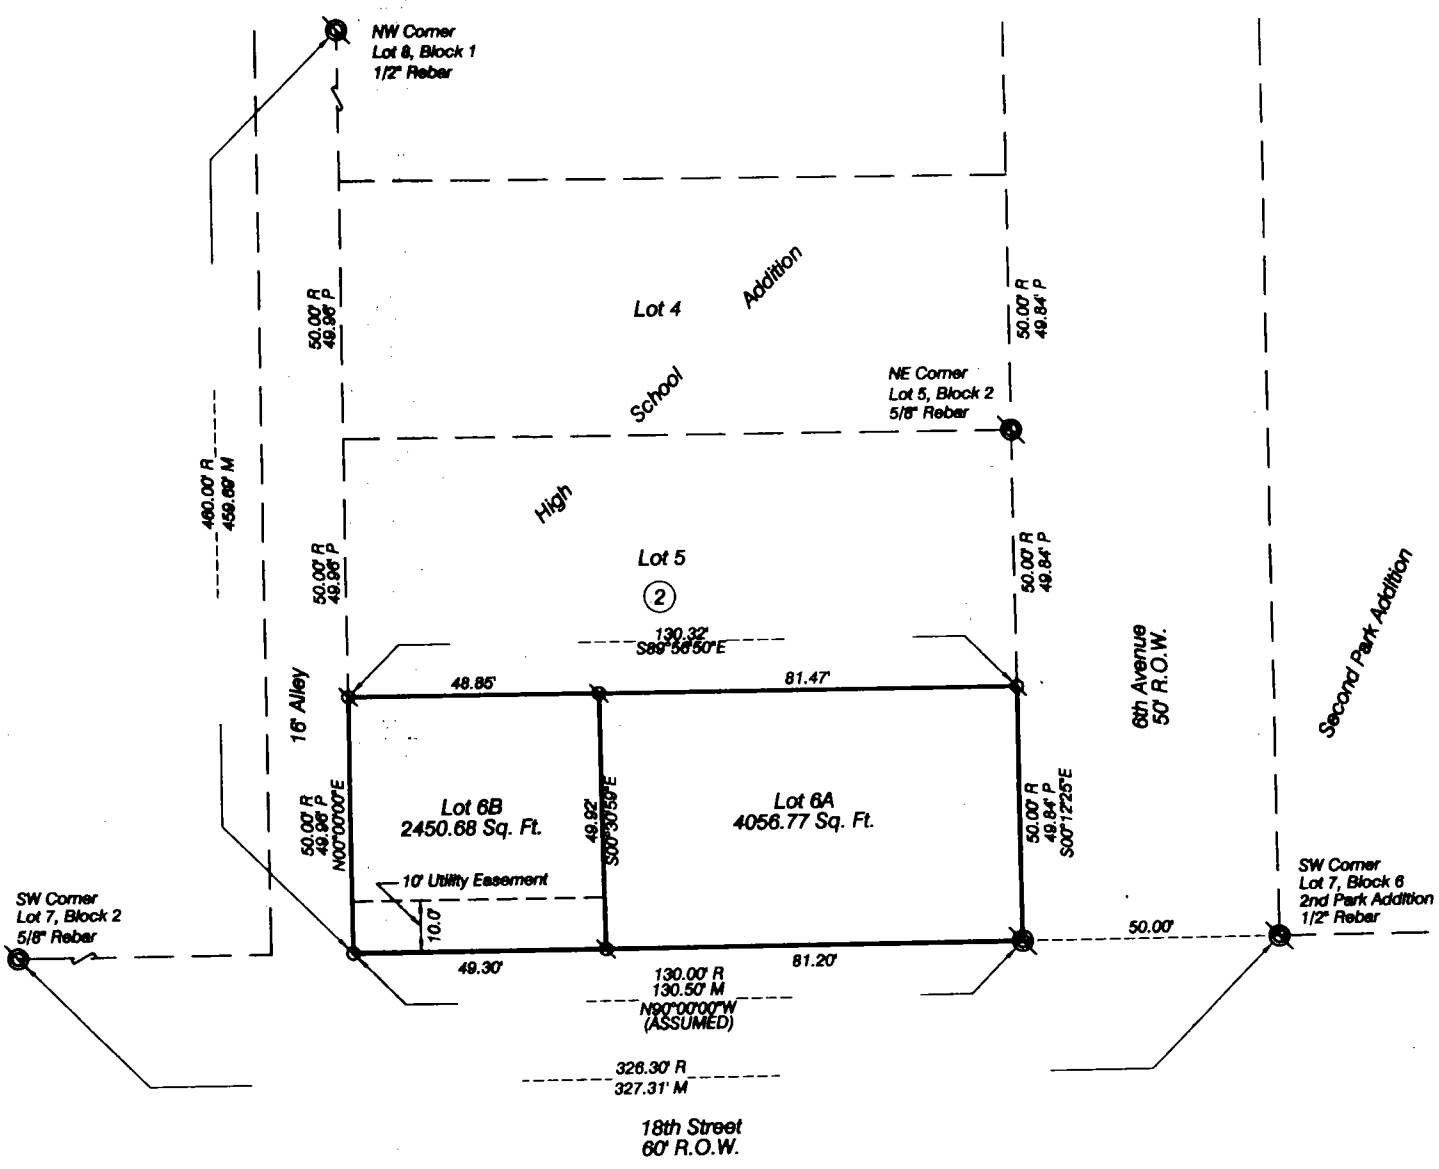 NW Corner
Lot 8, Block 1
1/2" Rebar
Addition
Lot 4
50.00' R
49.96' P
50.00' R
49.84' P
School
NE Corner
Lot 5, Block 2
5/8" Rebar
460.00' R
459.69' M
High
Lot 5
2
50.00' R
49.96' P
50.00' R
49.84' P
130.32'
S89°56'50"E
48.85'
81.47'
16' Alley
6th Avenue
50' R.O.W.
Second Park Addition
50.00' R
49.96' P
N00°00'00"E
Lot 6B
2450.68 Sq. Ft.
49.92'
S00°30'59"E
Lot 6A
4056.77 Sq. Ft.
50.00' R
49.84' P
S00°12'25"E
10' Utility Easement
10.0'
SW Corner
Lot 7, Block 2
5/8" Rebar
SW Corner
Lot 7, Block 6
2nd Park Addition
1/2" Rebar
50.00'
49.30'
81.20'
130.00' R
130.50' M
N90°00'00"W
(ASSUMED)
326.30' R
327.31' M
18th Street
60' R.O.W.